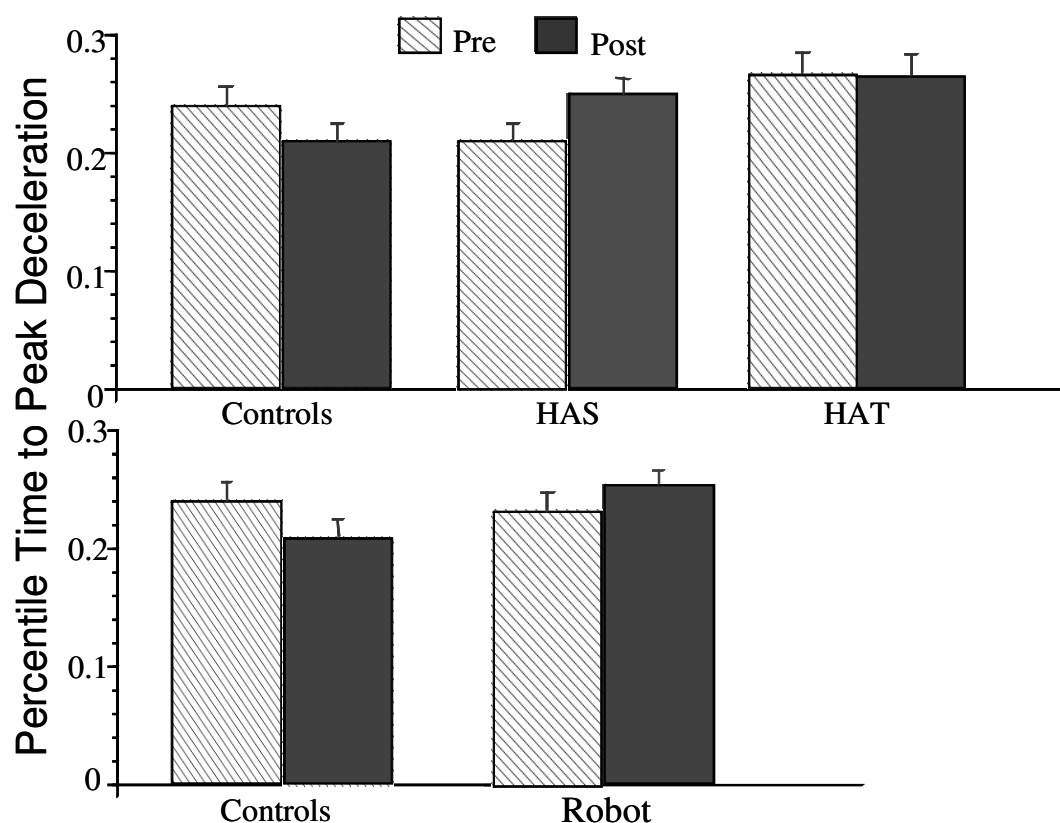 Percentile Time to Peak Deceleration
Pre Post
0.3
0.2
0.1
0
Controls HAS HAT
0.3
0.2
0.1
0
Controls Robot